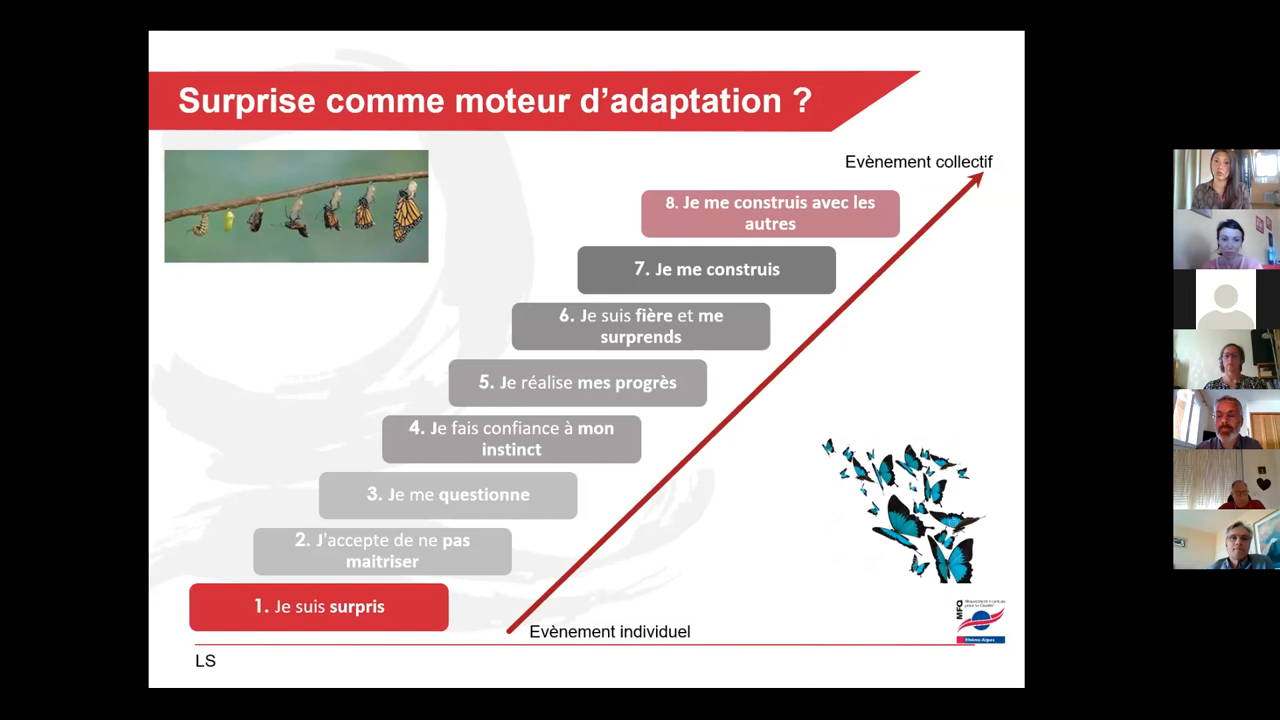 Surprise comme moteur d’adaptation ?
Evènement collectif
8. Je me construis avec les
autres
7. Je me construis
6. Je suis fière et me
surprends
5. Je réalise mes progrès
4. Je fais confiance à mon
instinct
3. Je me questionne
2. J'accepte de ne pas
maitriser
1. Je suis surpris
Evènement individuel
MFQ
Rhône-Alpes
LS